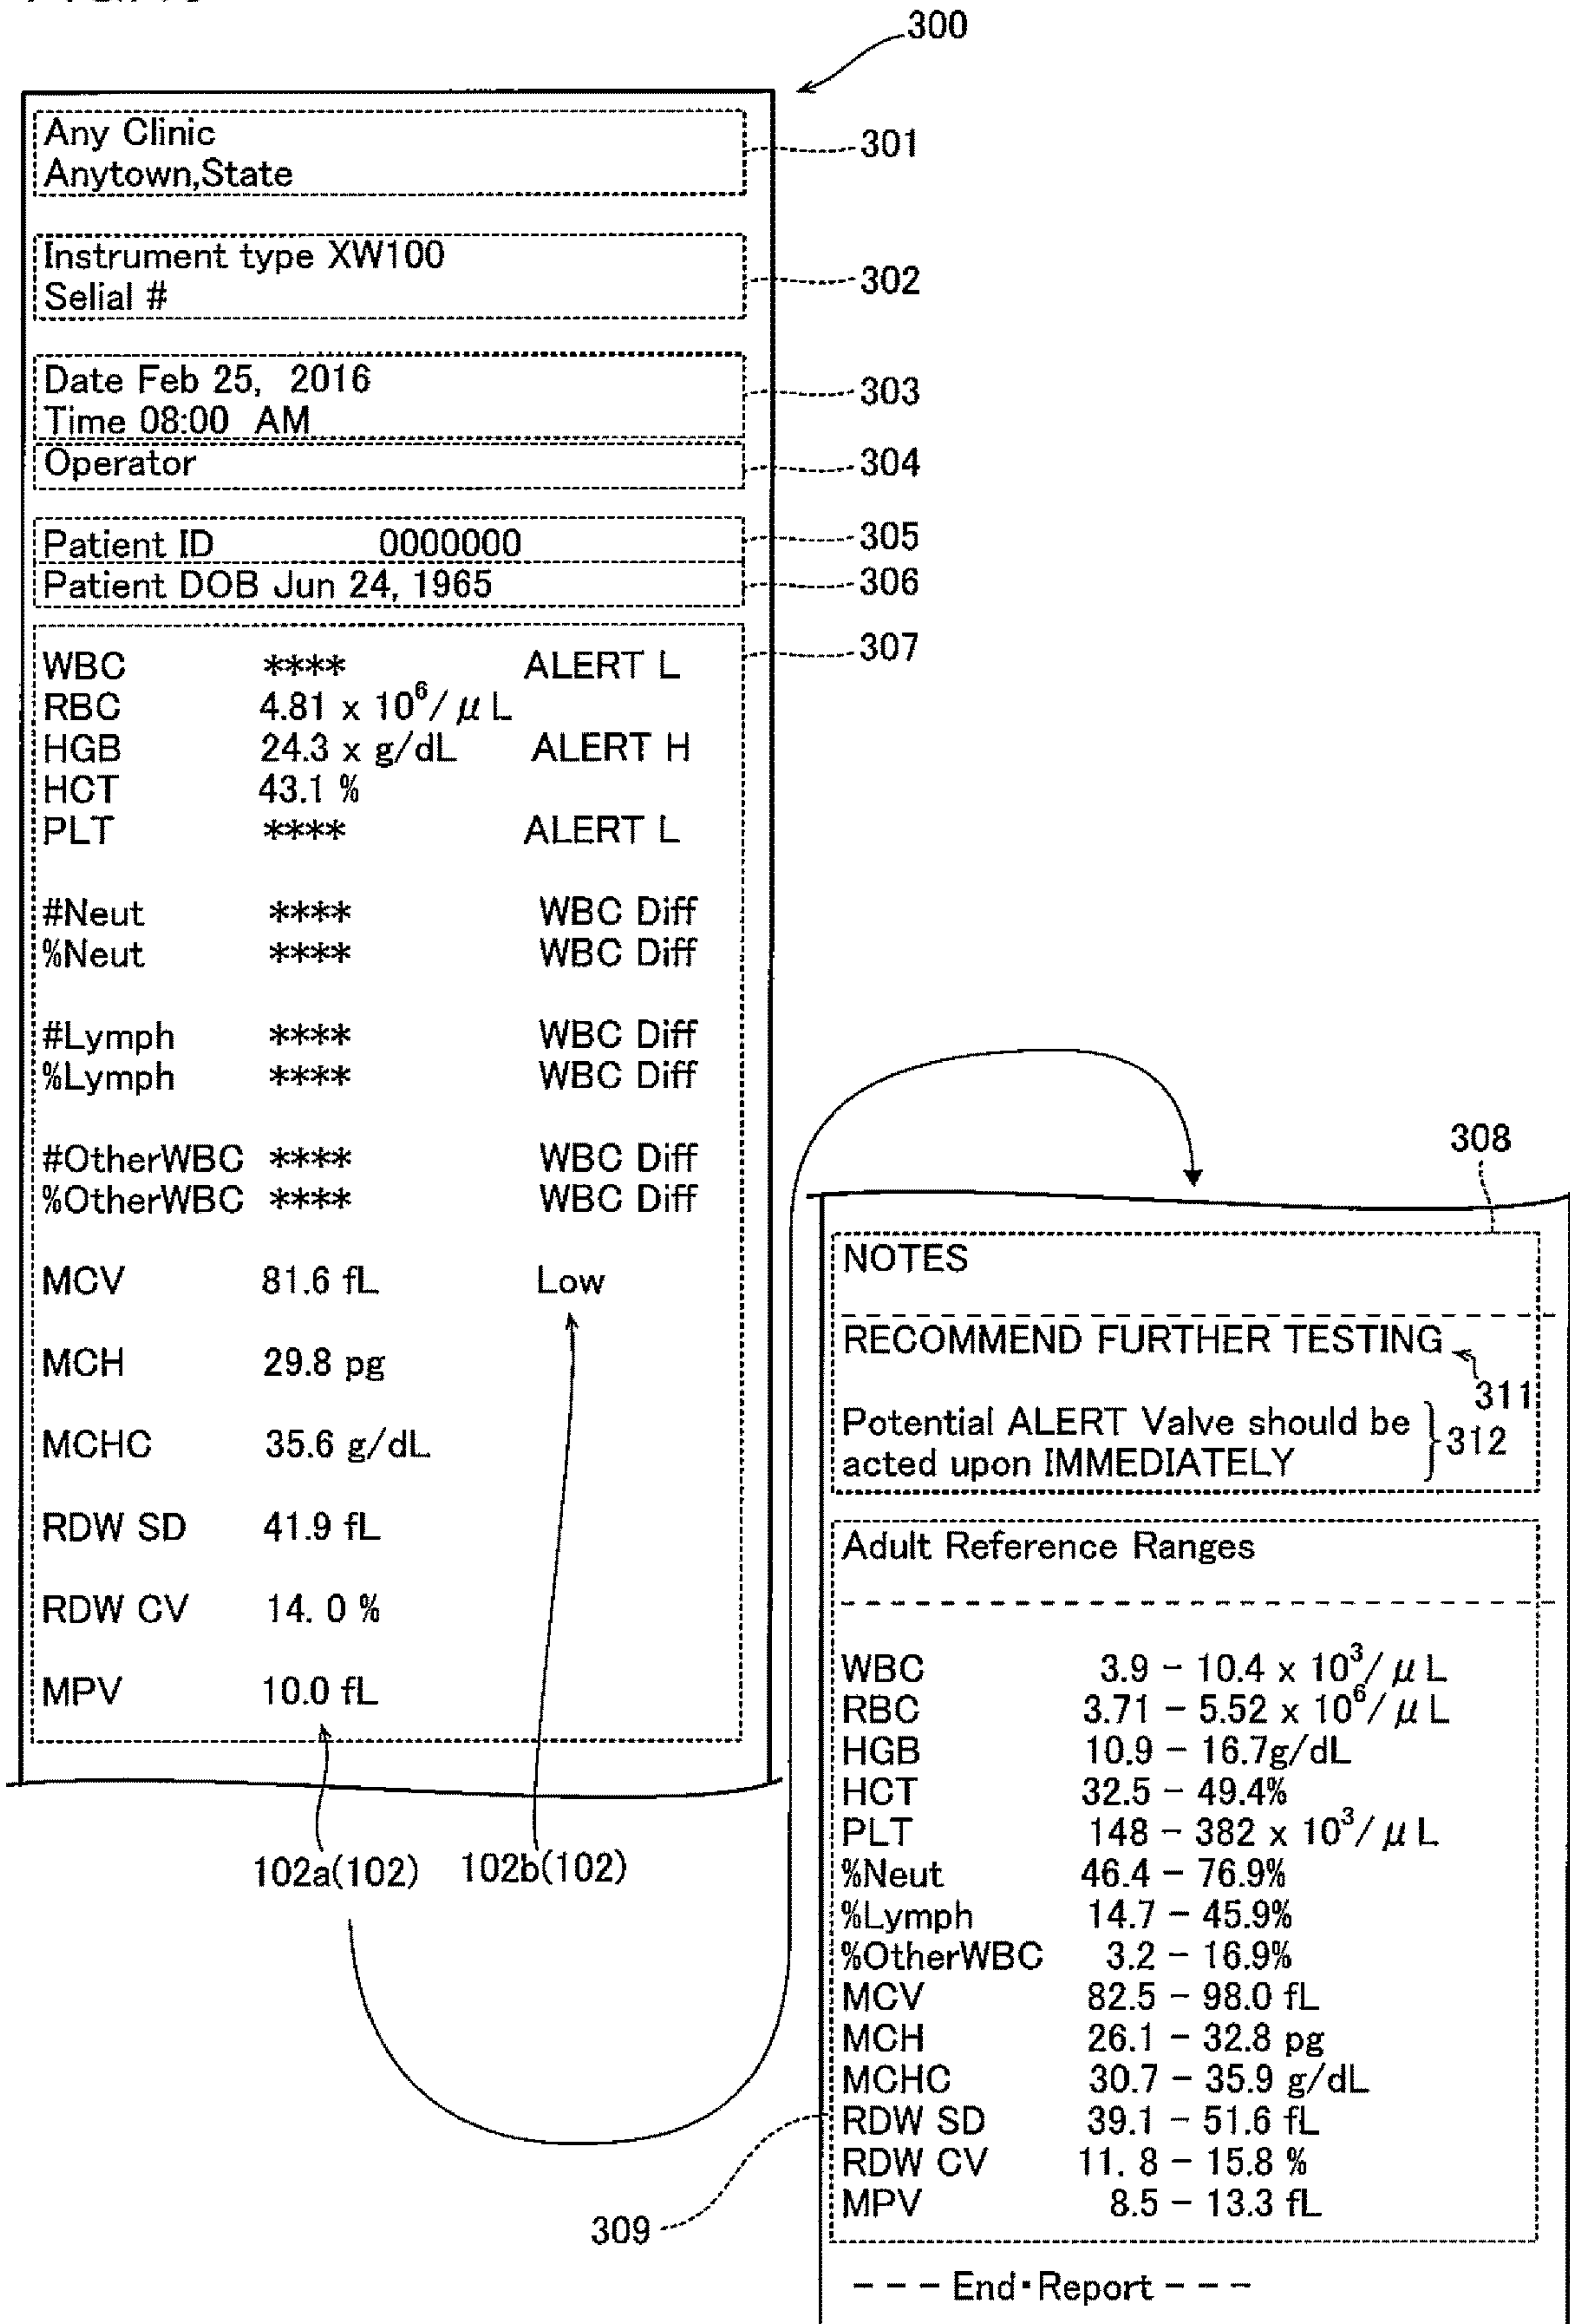 300
Any Clinic
Anytown,State
301
Instrument type XW100
Selial #
302
Date Feb 25, 2016
Time 08:00 AM
303
Operator
304
Patient ID 0000000
305
Patient DOB Jun 24, 1965
306
307
WBC **** ALERT L
RBC 4.81 x 10⁶/μL
HGB 24.3 x g/dL ALERT H
HCT 43.1 %
PLT **** ALERT L
#Neut **** WBC Diff
%Neut **** WBC Diff
#Lymph **** WBC Diff
%Lymph **** WBC Diff
#OtherWBC **** WBC Diff
%OtherWBC **** WBC Diff
MCV 81.6 fL Low
MCH 29.8 pg
MCHC 35.6 g/dL
RDW SD 41.9 fL
RDW CV 14. 0 %
MPV 10.0 fL
102a(102) 102b(102)
308
NOTES
RECOMMEND FURTHER TESTING
311
Potential ALERT Valve should be
acted upon IMMEDIATELY
312
Adult Reference Ranges
WBC 3.9 – 10.4 x 10³/μL
RBC 3.71 – 5.52 x 10⁶/μL
HGB 10.9 – 16.7g/dL
HCT 32.5 – 49.4%
PLT 148 – 382 x 10³/μL
%Neut 46.4 – 76.9%
%Lymph 14.7 – 45.9%
%OtherWBC 3.2 – 16.9%
MCV 82.5 – 98.0 fL
MCH 26.1 – 32.8 pg
MCHC 30.7 – 35.9 g/dL
RDW SD 39.1 – 51.6 fL
RDW CV 11. 8 – 15.8 %
MPV 8.5 – 13.3 fL
309
- - - End▪Report - - -